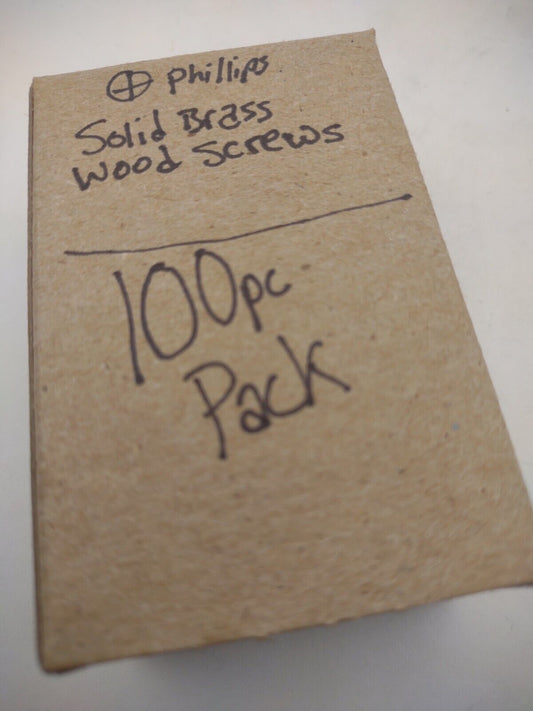 Phillips
Solid Brass
Wood Screws
100pc
Pack